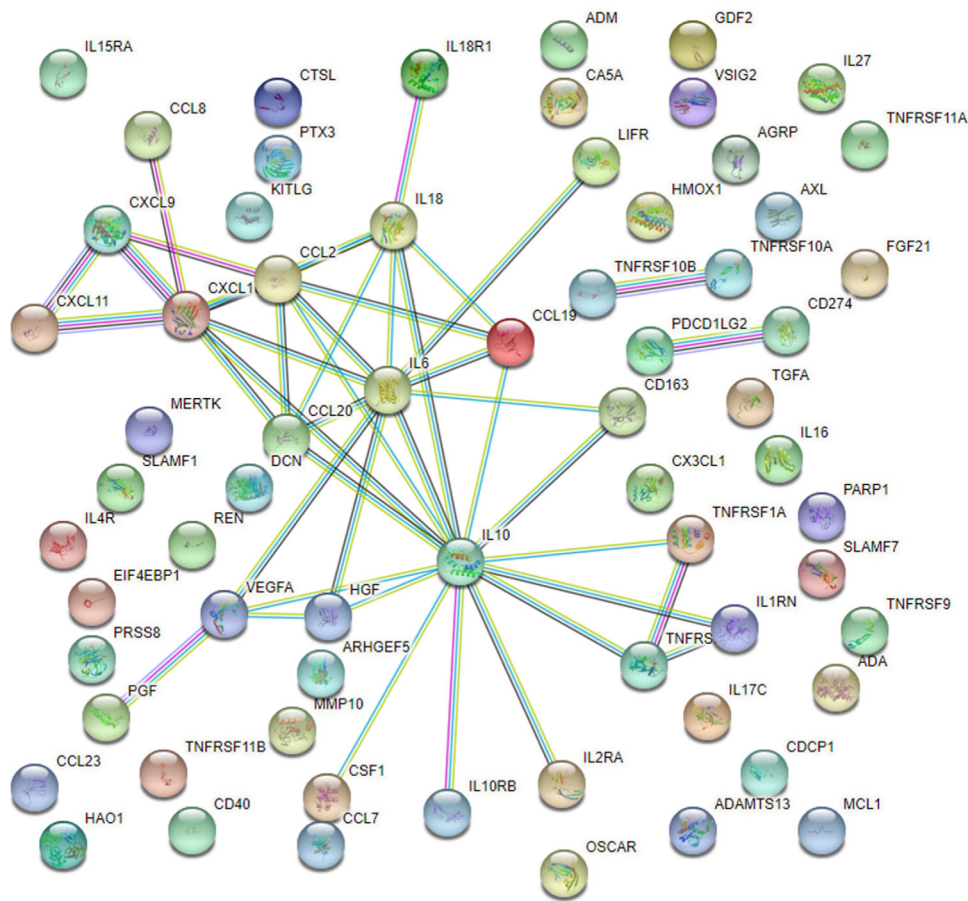 ADM
GDF2
IL15RA
IL18R1
IL27
CTSL
CA5A
VSIG2
CCL8
TNFRSF11A
PTX3
LIFR
AGRP
KITLG
IL18
HMOX1
AXL
CXCL9
CCL2
TNFRSF10A
FGF21
TNFRSF10B
CXCL11
CXCL1
CCL19
PDCD1LG2
CD274
IL6
CD163
TGFA
MERTK
CCL20
IL16
SLAMF1
DCN
CX3CL1
IL4R
REN
IL10
TNFRSF1A
PARP1
SLAMF7
EIF4EBP1
VEGFA
HGF
IL1RN
TNFRSF9
PRSS8
ARHGEF5
TNFRS
ADA
PGF
MMP10
IL17C
CCL23
TNFRSF11B
CSF1
IL10RB
IL2RA
CDCP1
HAO1
CD40
CCL7
ADAMTS13
MCL1
OSCAR